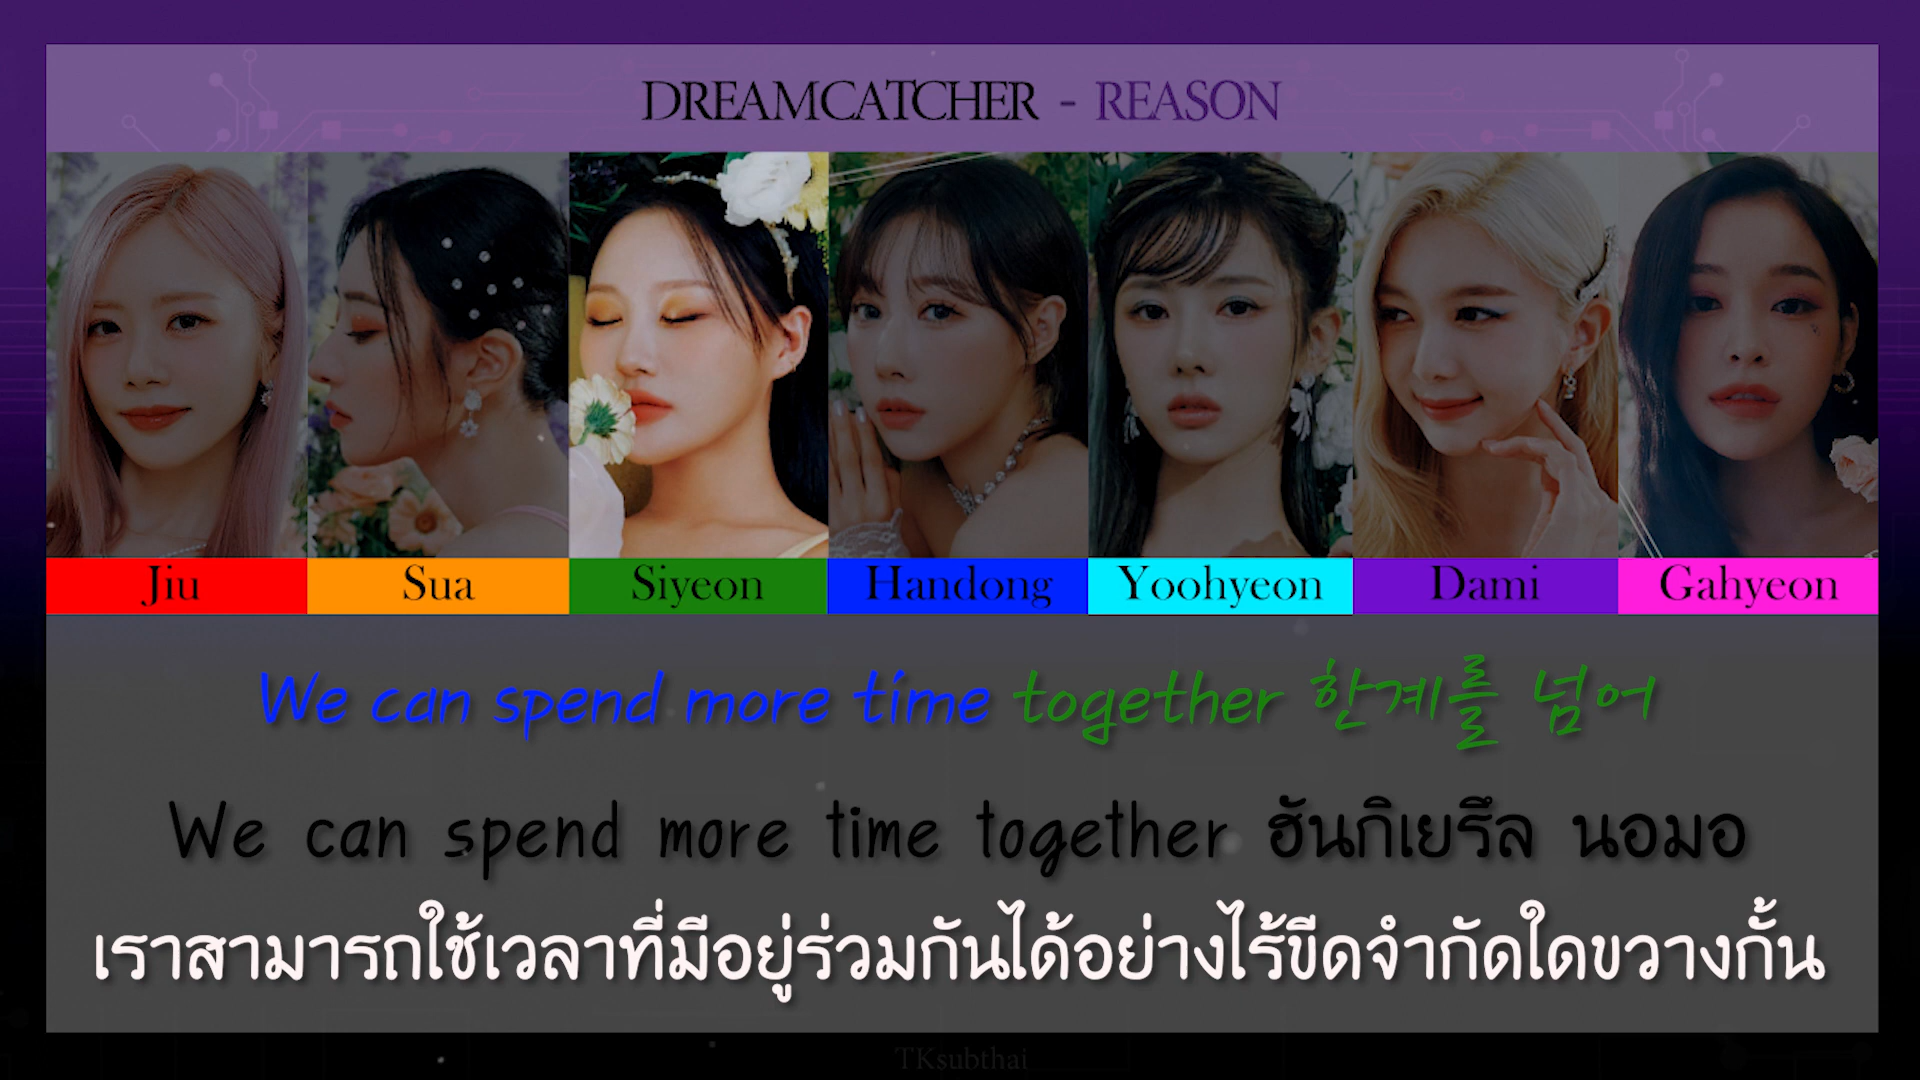 DREAMCATCHER - REASON
Jiu Sua Siyeon Handong Yoohyeon Dami Gahyeon
We can spend more time together 한계를 넘어
We can spend more time together ฮันกิเยรึล นอมอ
เราสามารถใช้เวลาที่มีอยู่ร่วมกันได้อย่างไร้ขีดจำกัดใดขวางกั้น
TKsubthai